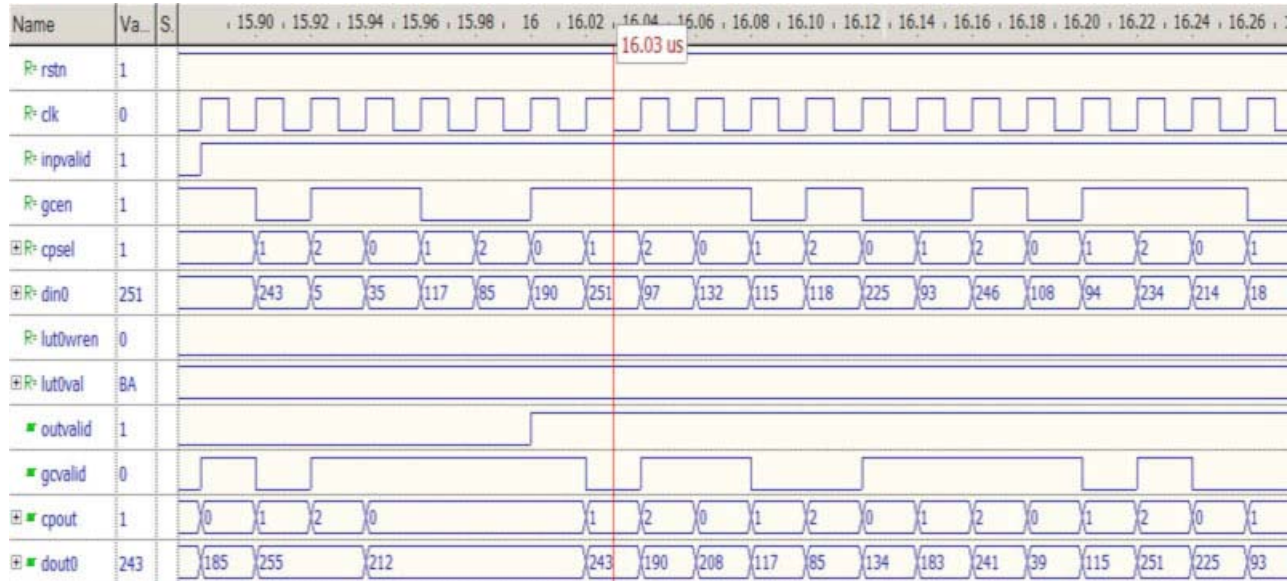 Name Va... S. 15.90 15.92 15.94 15.96 15.98 16 16.02 16.04 16.06 16.08 16.10 16.12 16.14 16.16 16.18 16.20 16.22 16.24 16.26
16.03 us
R= rstn 1
R= clk 0
R= inpvalid 1
R= gcen 1
R= cpsel 1 1 2 0 1 2 0 1 2 0 1 2 0 1 2 0 1 2 0 1
R= din0 251 243 5 35 117 85 190 251 97 132 115 118 225 93 246 108 94 234 214 18
R= lut0wren 0
R= lut0val BA
outvalid 1
gcvalid 0
cpout 1 0 1 2 0 1 2 0 1 2 0 1 2 0 1 2 0 1
dout0 243 185 255 212 243 190 208 117 85 134 183 241 39 115 251 225 93